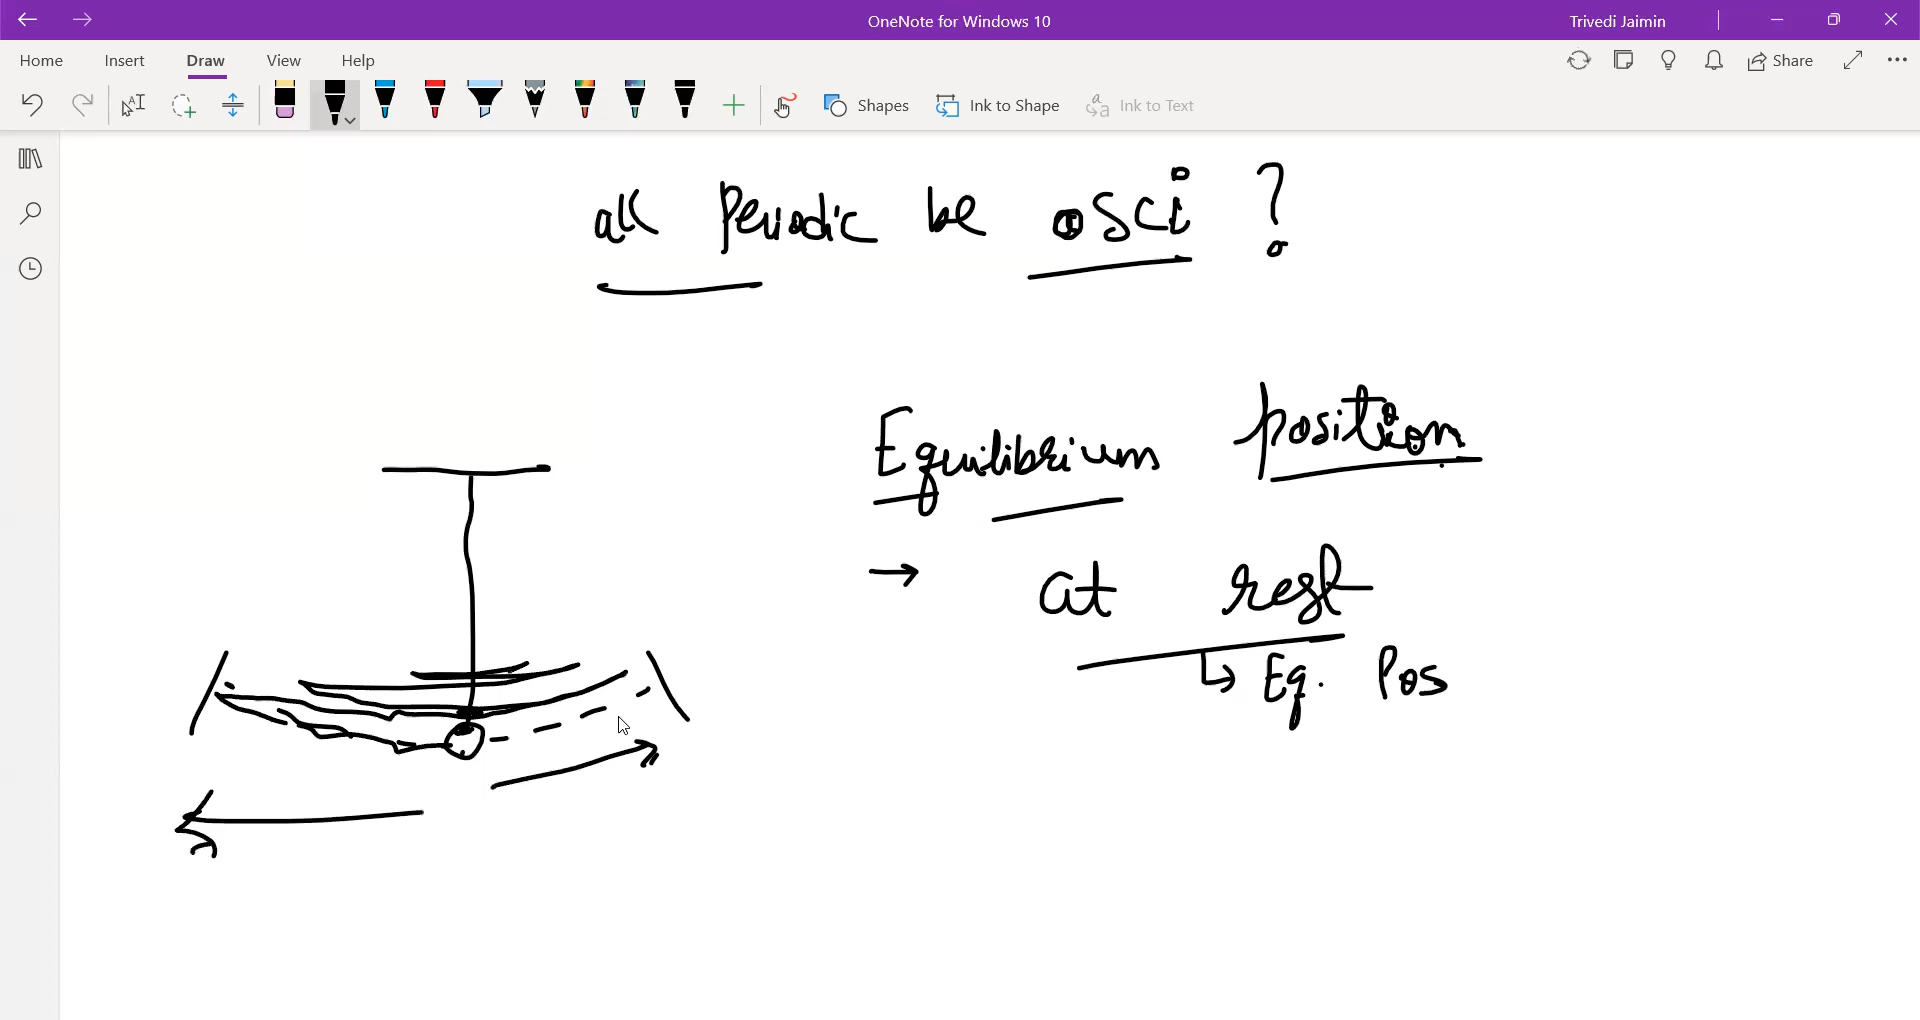 OneNote for Windows 10
Trivedi Jaimin
Home Insert Draw View Help
Share
Shapes Ink to Shape Ink to Text
all Periodic be osci ?
Equilibrium position
→ at rest
↳ Eq. Pos